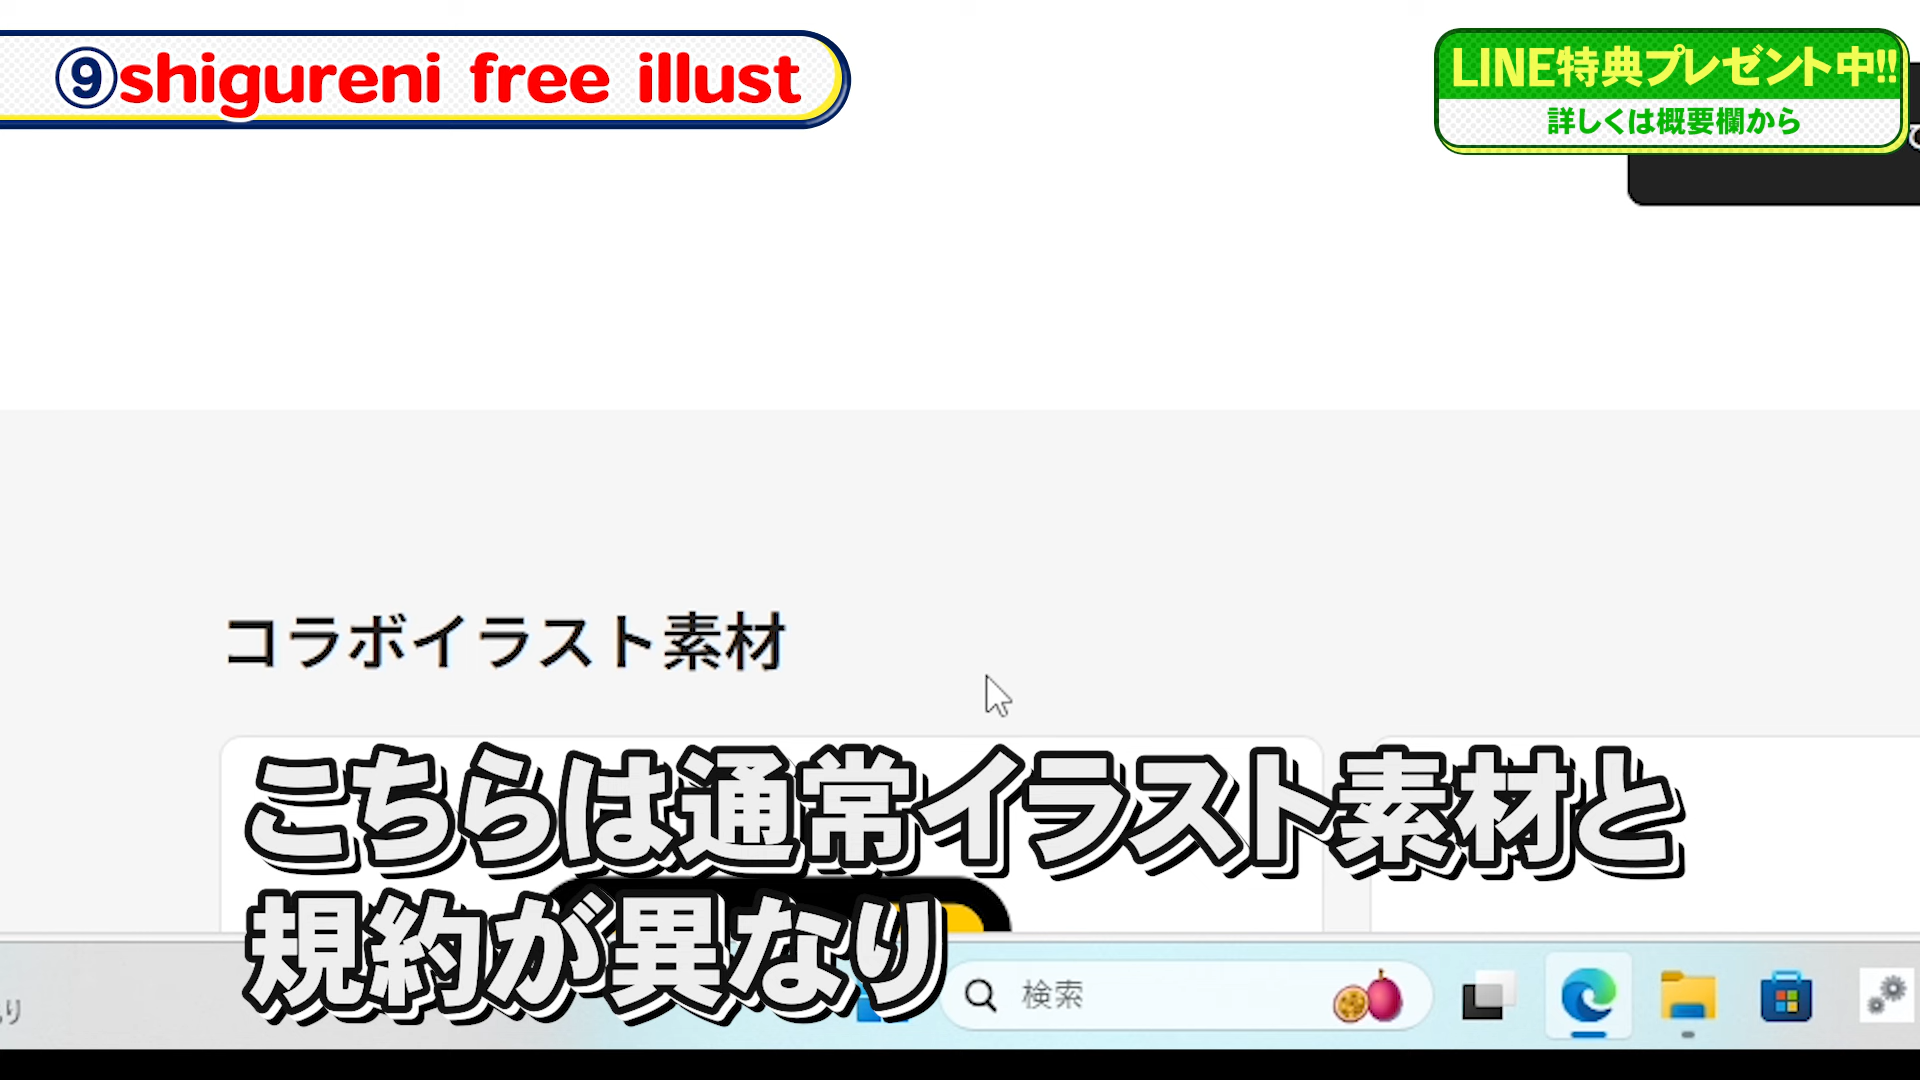 ⑨shigureni free illust
LINE特典プレゼント中!!
詳しくは概要欄から
コラボイラスト素材
こちらは通常イラスト素材と
規約が異なり
検索